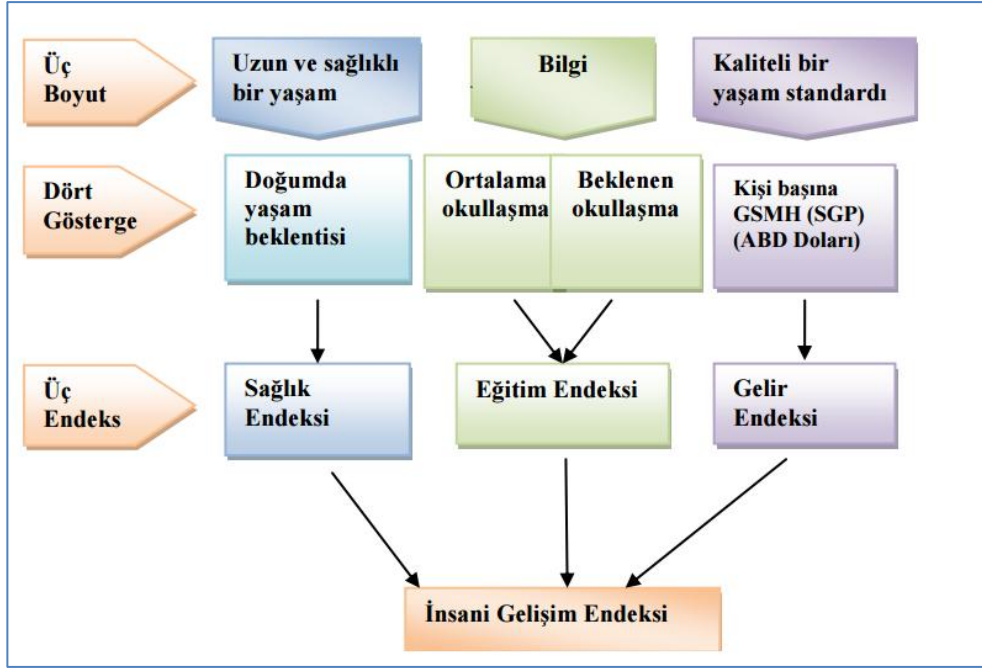 Üç
Boyut
Uzun ve sağlıklı
bir yaşam
Bilgi
Kaliteli bir
yaşam standardı
Dört
Gösterge
Doğumda
yaşam
beklentisi
Ortalama
okullaşma
Beklenen
okullaşma
Kişi başına
GSMH (SGP)
(ABD Doları)
Üç
Endeks
Sağlık
Endeksi
Eğitim Endeksi
Gelir
Endeksi
İnsani Gelişim Endeksi